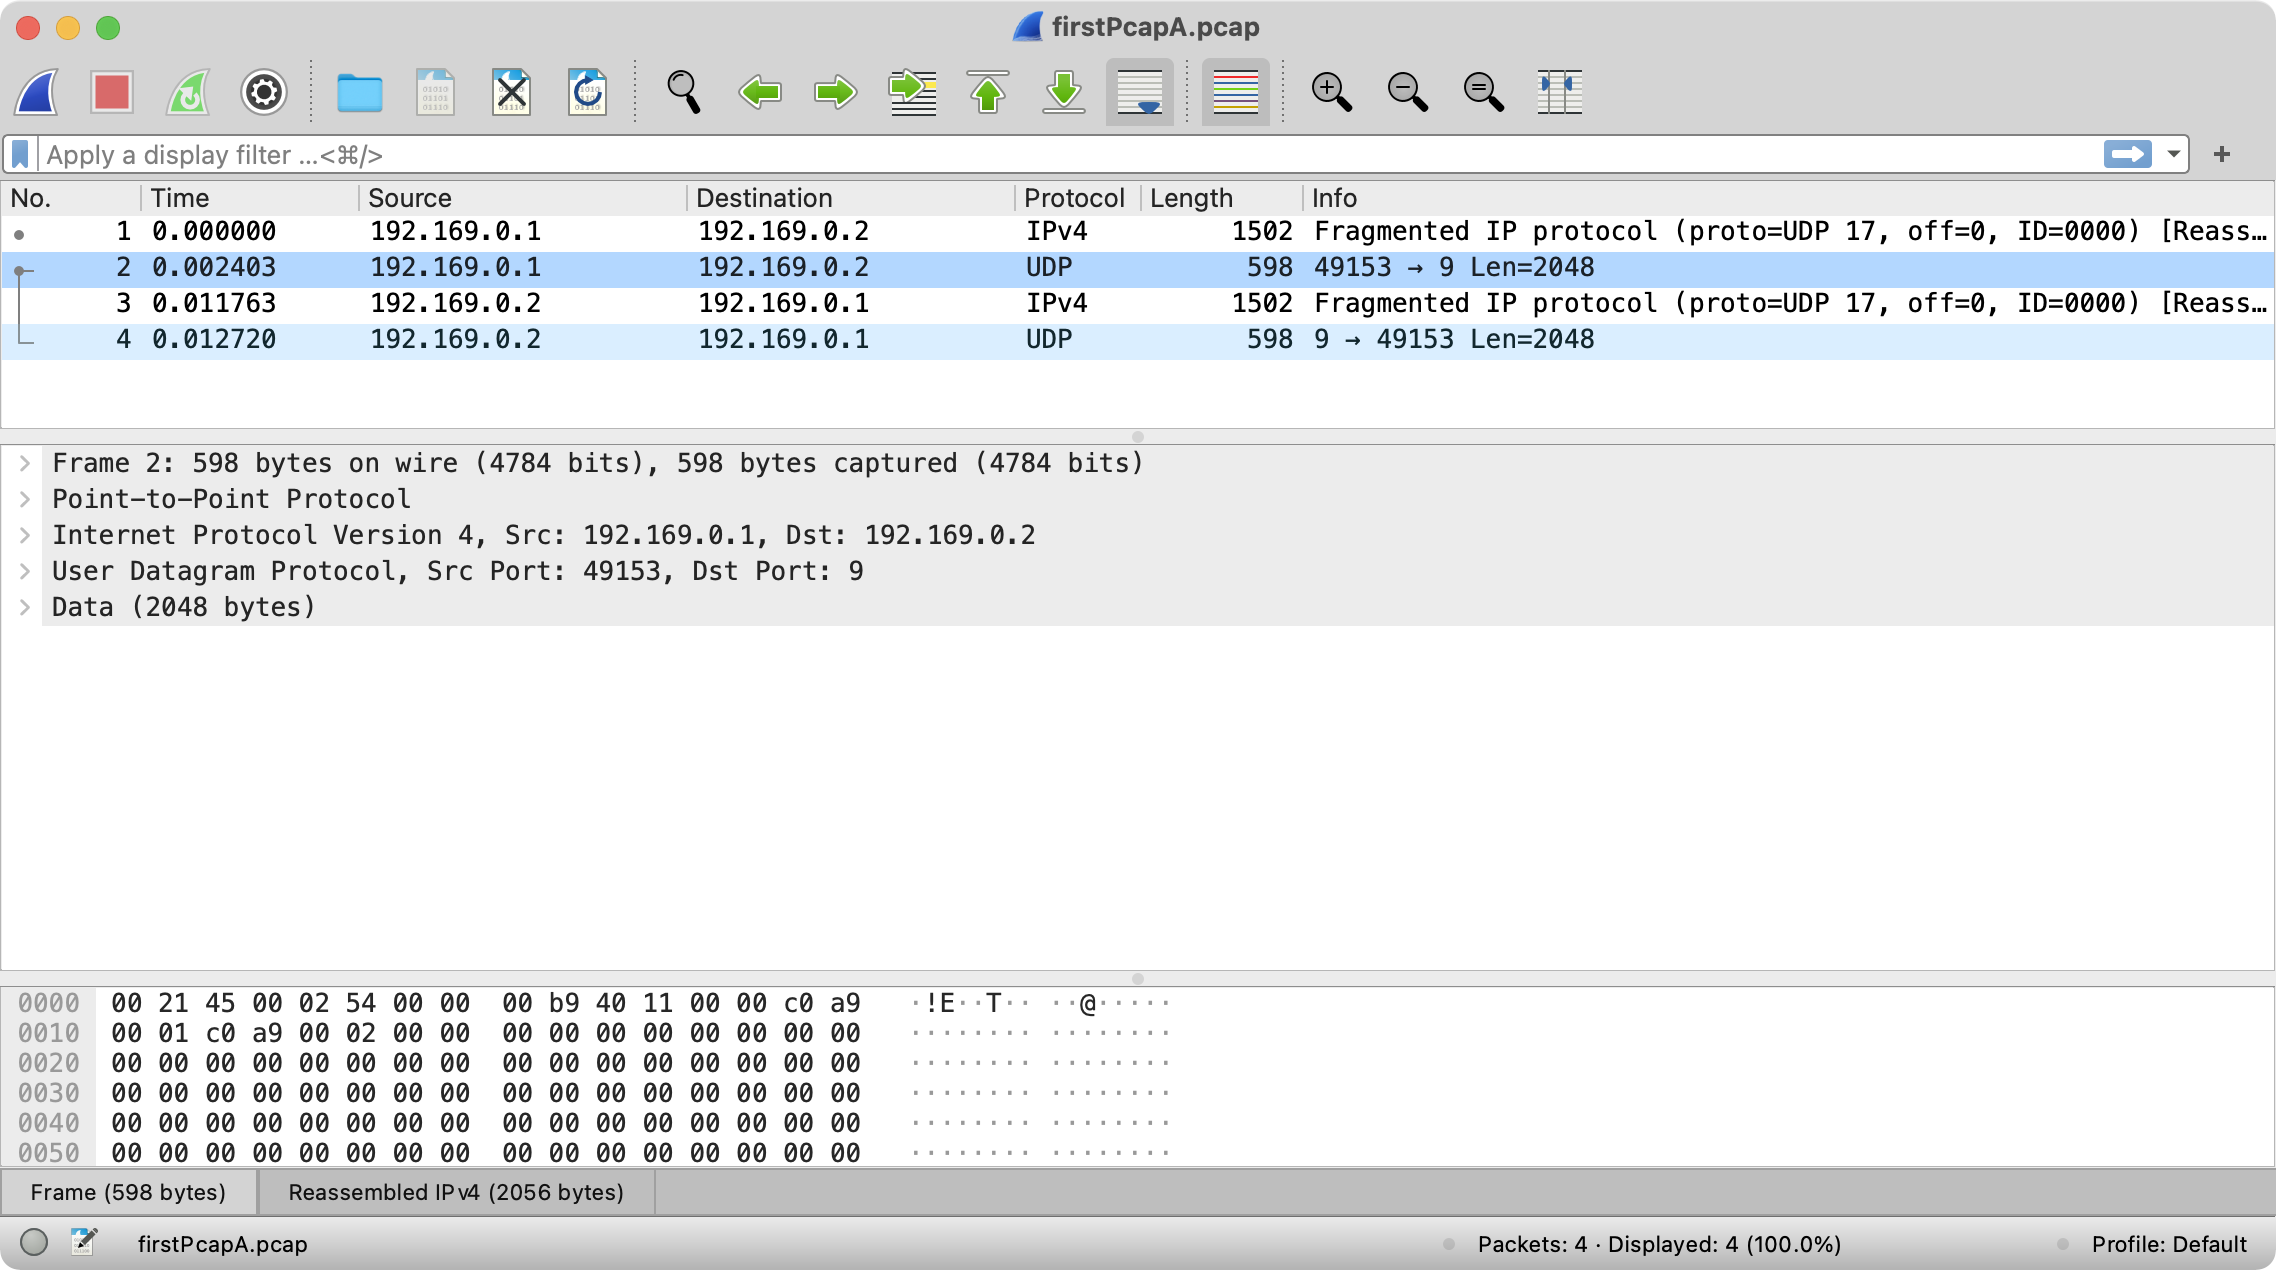 firstPcapA.pcap
Apply a display filter ...<⌘/>
No. Time Source Destination Protocol Length Info
1 0.000000 192.169.0.1 192.169.0.2 IPv4 1502 Fragmented IP protocol (proto=UDP 17, off=0, ID=0000) [Reass…
2 0.002403 192.169.0.1 192.169.0.2 UDP 598 49153 → 9 Len=2048
3 0.011763 192.169.0.2 192.169.0.1 IPv4 1502 Fragmented IP protocol (proto=UDP 17, off=0, ID=0000) [Reass…
4 0.012720 192.169.0.2 192.169.0.1 UDP 598 9 → 49153 Len=2048
Frame 2: 598 bytes on wire (4784 bits), 598 bytes captured (4784 bits)
Point-to-Point Protocol
Internet Protocol Version 4, Src: 192.169.0.1, Dst: 192.169.0.2
User Datagram Protocol, Src Port: 49153, Dst Port: 9
Data (2048 bytes)
0000 00 21 45 00 02 54 00 00 00 b9 40 11 00 00 c0 a9 ·!E··T·· ··@·····
0010 00 01 c0 a9 00 02 00 00 00 00 00 00 00 00 00 00 ········ ········
0020 00 00 00 00 00 00 00 00 00 00 00 00 00 00 00 00 ········ ········
0030 00 00 00 00 00 00 00 00 00 00 00 00 00 00 00 00 ········ ········
0040 00 00 00 00 00 00 00 00 00 00 00 00 00 00 00 00 ········ ········
0050 00 00 00 00 00 00 00 00 00 00 00 00 00 00 00 00 ········ ········
Frame (598 bytes) Reassembled IPv4 (2056 bytes)
firstPcapA.pcap Packets: 4 · Displayed: 4 (100.0%) Profile: Default